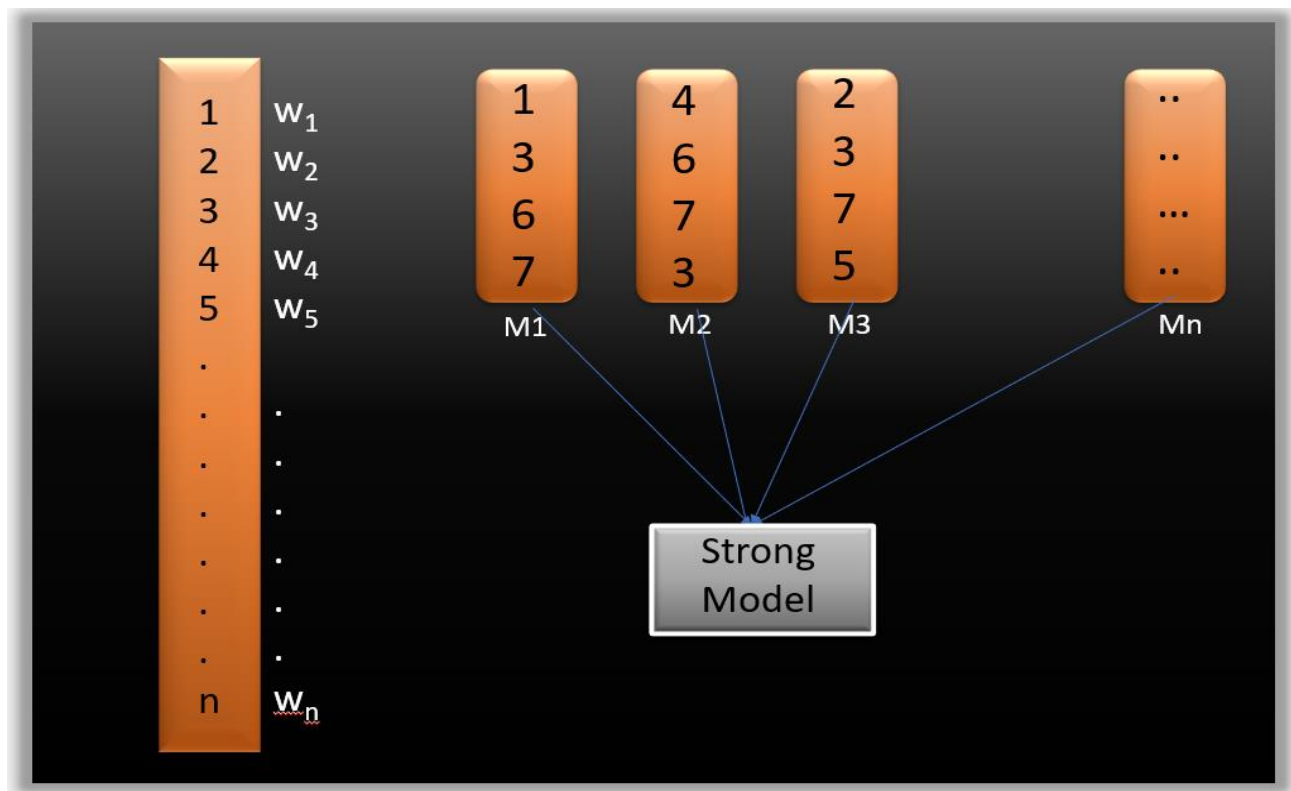 1 w₁
2 w₂
3 w₃
4 w₄
5 w₅
.
. .
. .
. .
. .
. .
. .
n wₙ
1
3
6
7
M1
4
6
7
3
M2
2
3
7
5
M3
..
..
...
..
Mn
Strong
Model